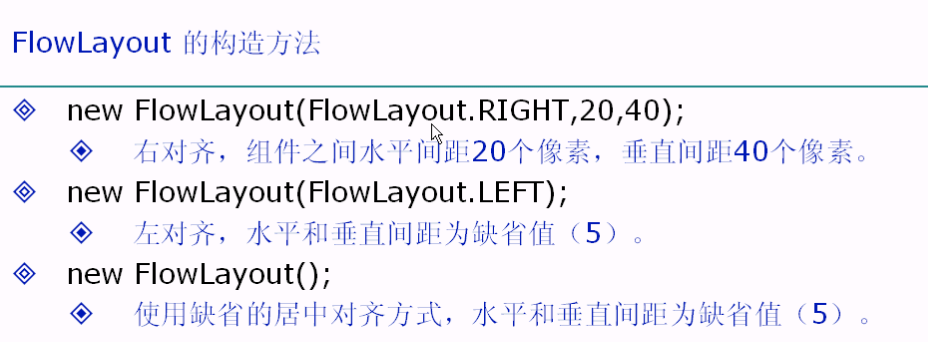 FlowLayout 的构造方法
new FlowLayout(FlowLayout.RIGHT,20,40);
右对齐，组件之间水平间距20个像素，垂直间距40个像素。
new FlowLayout(FlowLayout.LEFT);
左对齐，水平和垂直间距为缺省值（5）。
new FlowLayout();
使用缺省的居中对齐方式，水平和垂直间距为缺省值（5）。